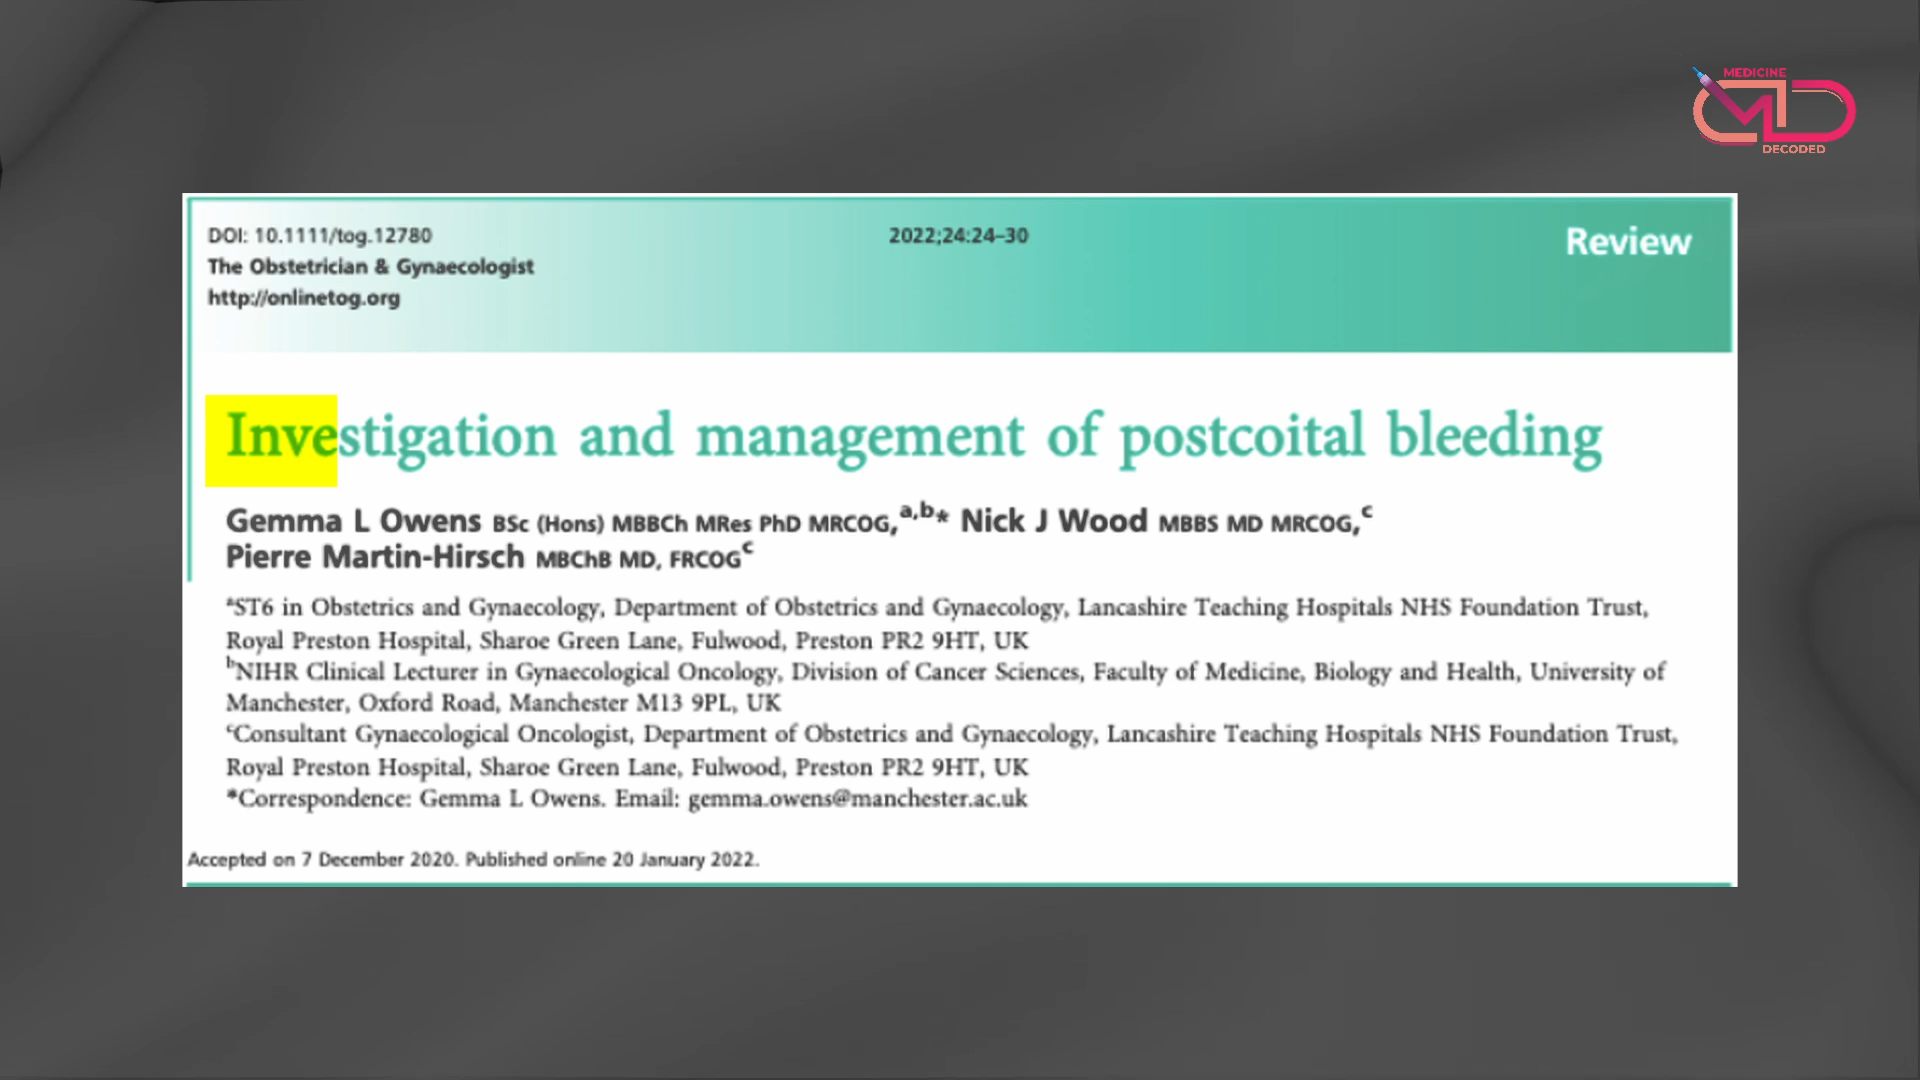 MEDICINE
DECODED
DOI: 10.1111/tog.12780
The Obstetrician & Gynaecologist
http://onlinetog.org
2022;24:24–30
Review
Investigation and management of postcoital bleeding
Gemma L Owens BSc (Hons) MBBCh MRes PhD MRCOG,a,b* Nick J Wood MBBS MD MRCOG,c
Pierre Martin-Hirsch MBChB MD, FRCOGc
aST6 in Obstetrics and Gynaecology, Department of Obstetrics and Gynaecology, Lancashire Teaching Hospitals NHS Foundation Trust,
Royal Preston Hospital, Sharoe Green Lane, Fulwood, Preston PR2 9HT, UK
bNIHR Clinical Lecturer in Gynaecological Oncology, Division of Cancer Sciences, Faculty of Medicine, Biology and Health, University of
Manchester, Oxford Road, Manchester M13 9PL, UK
cConsultant Gynaecological Oncologist, Department of Obstetrics and Gynaecology, Lancashire Teaching Hospitals NHS Foundation Trust,
Royal Preston Hospital, Sharoe Green Lane, Fulwood, Preston PR2 9HT, UK
*Correspondence: Gemma L Owens. Email: gemma.owens@manchester.ac.uk
Accepted on 7 December 2020. Published online 20 January 2022.